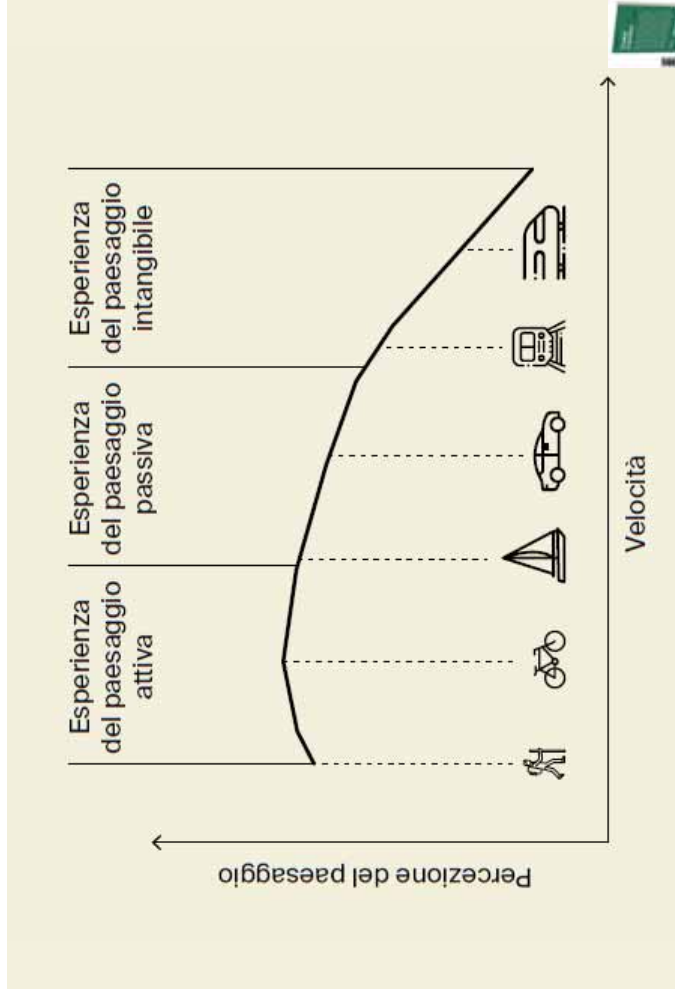 Esperienza
del paesaggio
attiva
Esperienza
del paesaggio
passiva
Esperienza
del paesaggio
intangibile
Percezione del paesaggio
Velocità